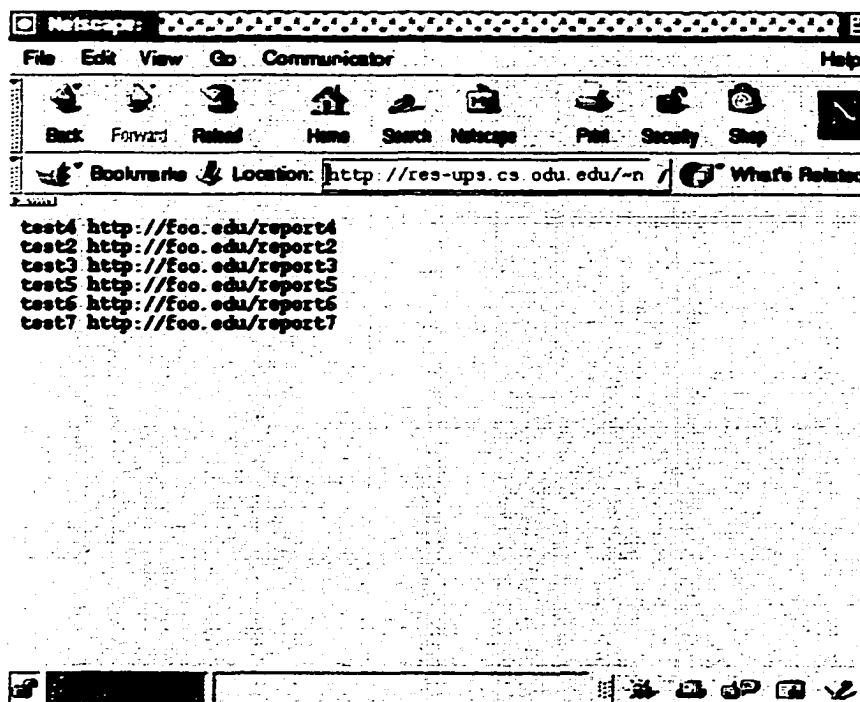 Netscape:
File Edit View Go Communicator Help
Back Forward Reload Home Search Netscape Print Security Shop
Bookmarks Location: http://res-ups.cs.odu.edu/~n What's Related
test4 http://foo.edu/report4
test2 http://foo.edu/report2
test3 http://foo.edu/report3
test5 http://foo.edu/report5
test6 http://foo.edu/report6
test7 http://foo.edu/report7